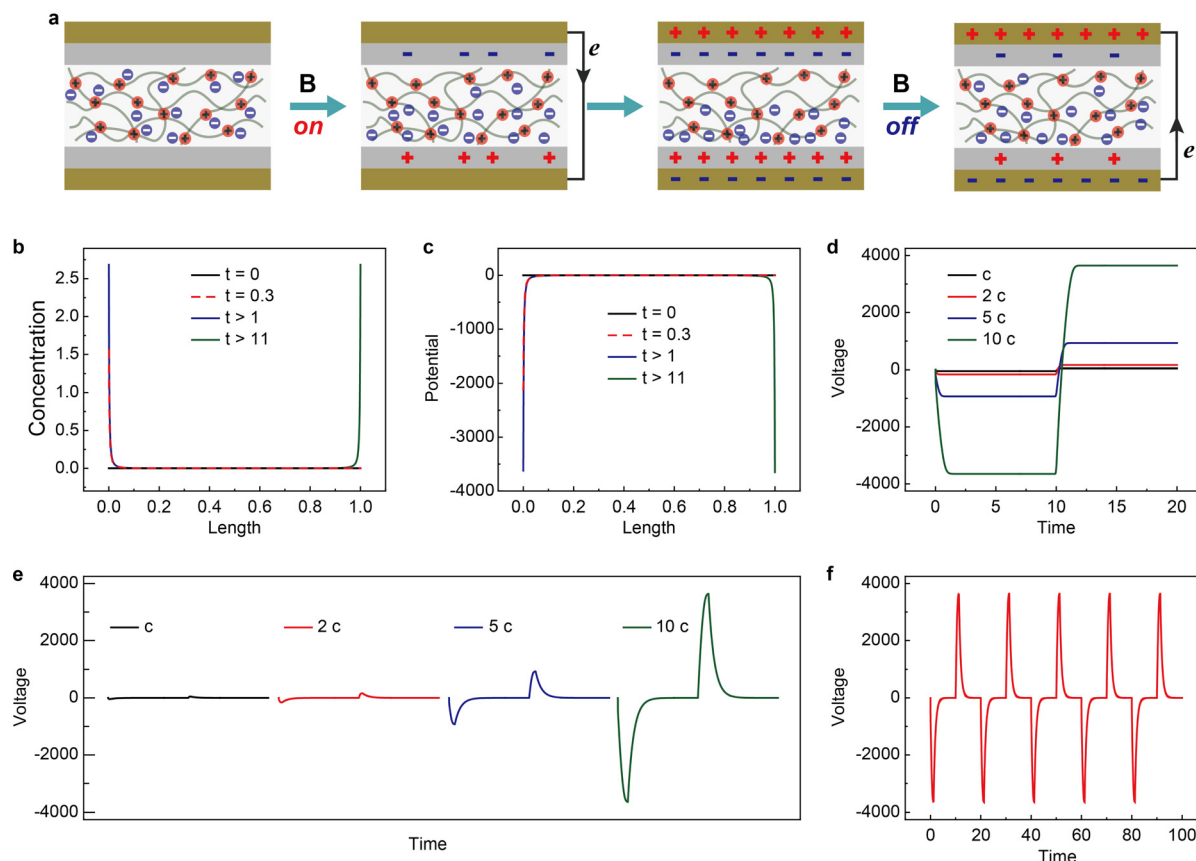 a
B
on
e
B
off
e
b
Concentration
2.5
2.0
1.5
1.0
0.5
0.0
t = 0
t = 0.3
t > 1
t > 11
0.0 0.2 0.4 0.6 0.8 1.0
Length
c
Potential
0
-1000
-2000
-3000
-4000
t = 0
t = 0.3
t > 1
t > 11
0.0 0.2 0.4 0.6 0.8 1.0
Length
d
Voltage
4000
2000
0
-2000
-4000
c
2 c
5 c
10 c
0 5 10 15 20
Time
e
Voltage
4000
2000
0
-2000
-4000
c 2 c 5 c 10 c
Time
f
Voltage
4000
2000
0
-2000
-4000
0 20 40 60 80 100
Time